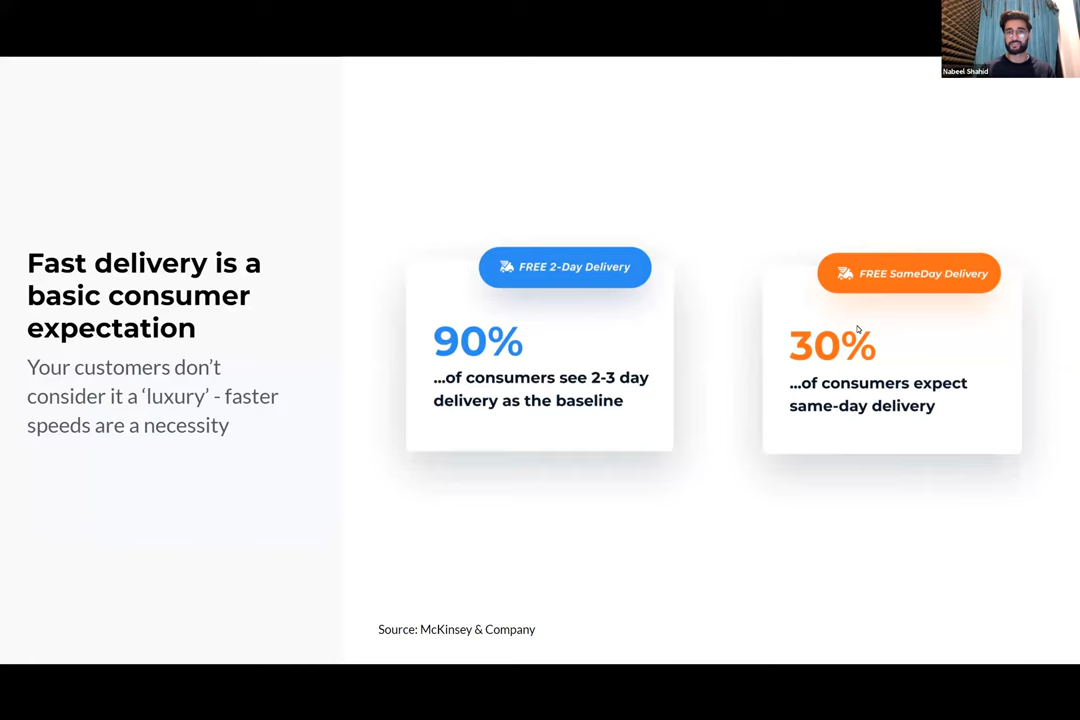 Nabeel Shahid
Fast delivery is a
basic consumer
expectation
Your customers don’t
consider it a ‘luxury’ - faster
speeds are a necessity
FREE 2-Day Delivery
90%
...of consumers see 2-3 day
delivery as the baseline
FREE SameDay Delivery
30%
...of consumers expect
same-day delivery
Source: McKinsey & Company